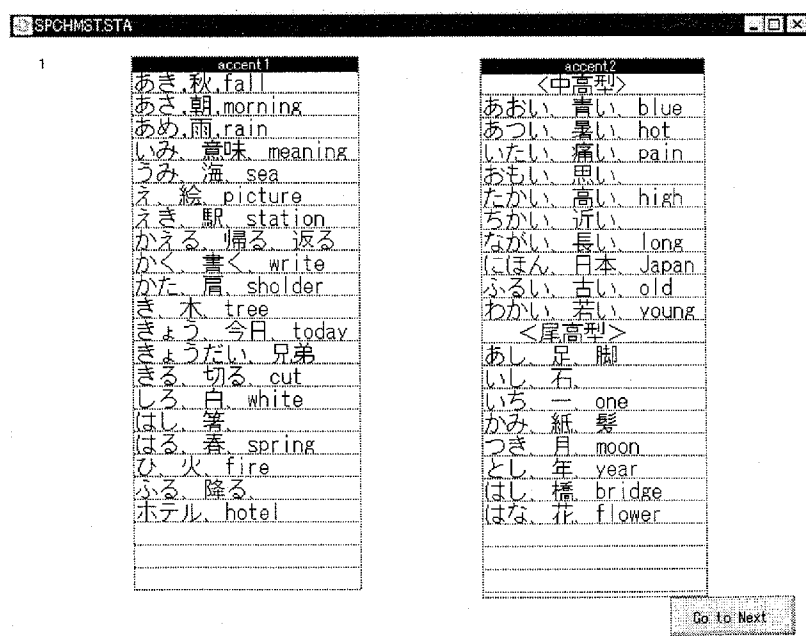 SPCHMST.STA
1
accent1
あき,秋,fall
あさ,朝,morning
あめ,雨,rain
いみ、意味、meaning
うみ、海、sea
え、絵、picture
えき、駅、station
かえる、帰る、返る
かく、書く、write
かた、肩、sholder
き、木、tree
きょう、今日、today
きょうだい、兄弟
きる、切る、cut
しろ、白、white
はし、箸、
はる、春、spring
ひ、火、fire
ふる、降る、
ホテル、hotel
accent2
<中高型>
あおい、青い、blue
あつい、暑い、hot
いたい、痛い、pain
おもい、思い、
たかい、高い、high
ちかい、近い、
ながい、長い、long
にほん、日本、Japan
ふるい、古い、old
わかい、若い、young
<尾高型>
あし、足、脚
いし、石、
いち、一、one
かみ、紙、髪
つき、月、moon
とし、年、year
はし、橋、bridge
はな、花、flower
Go to Next